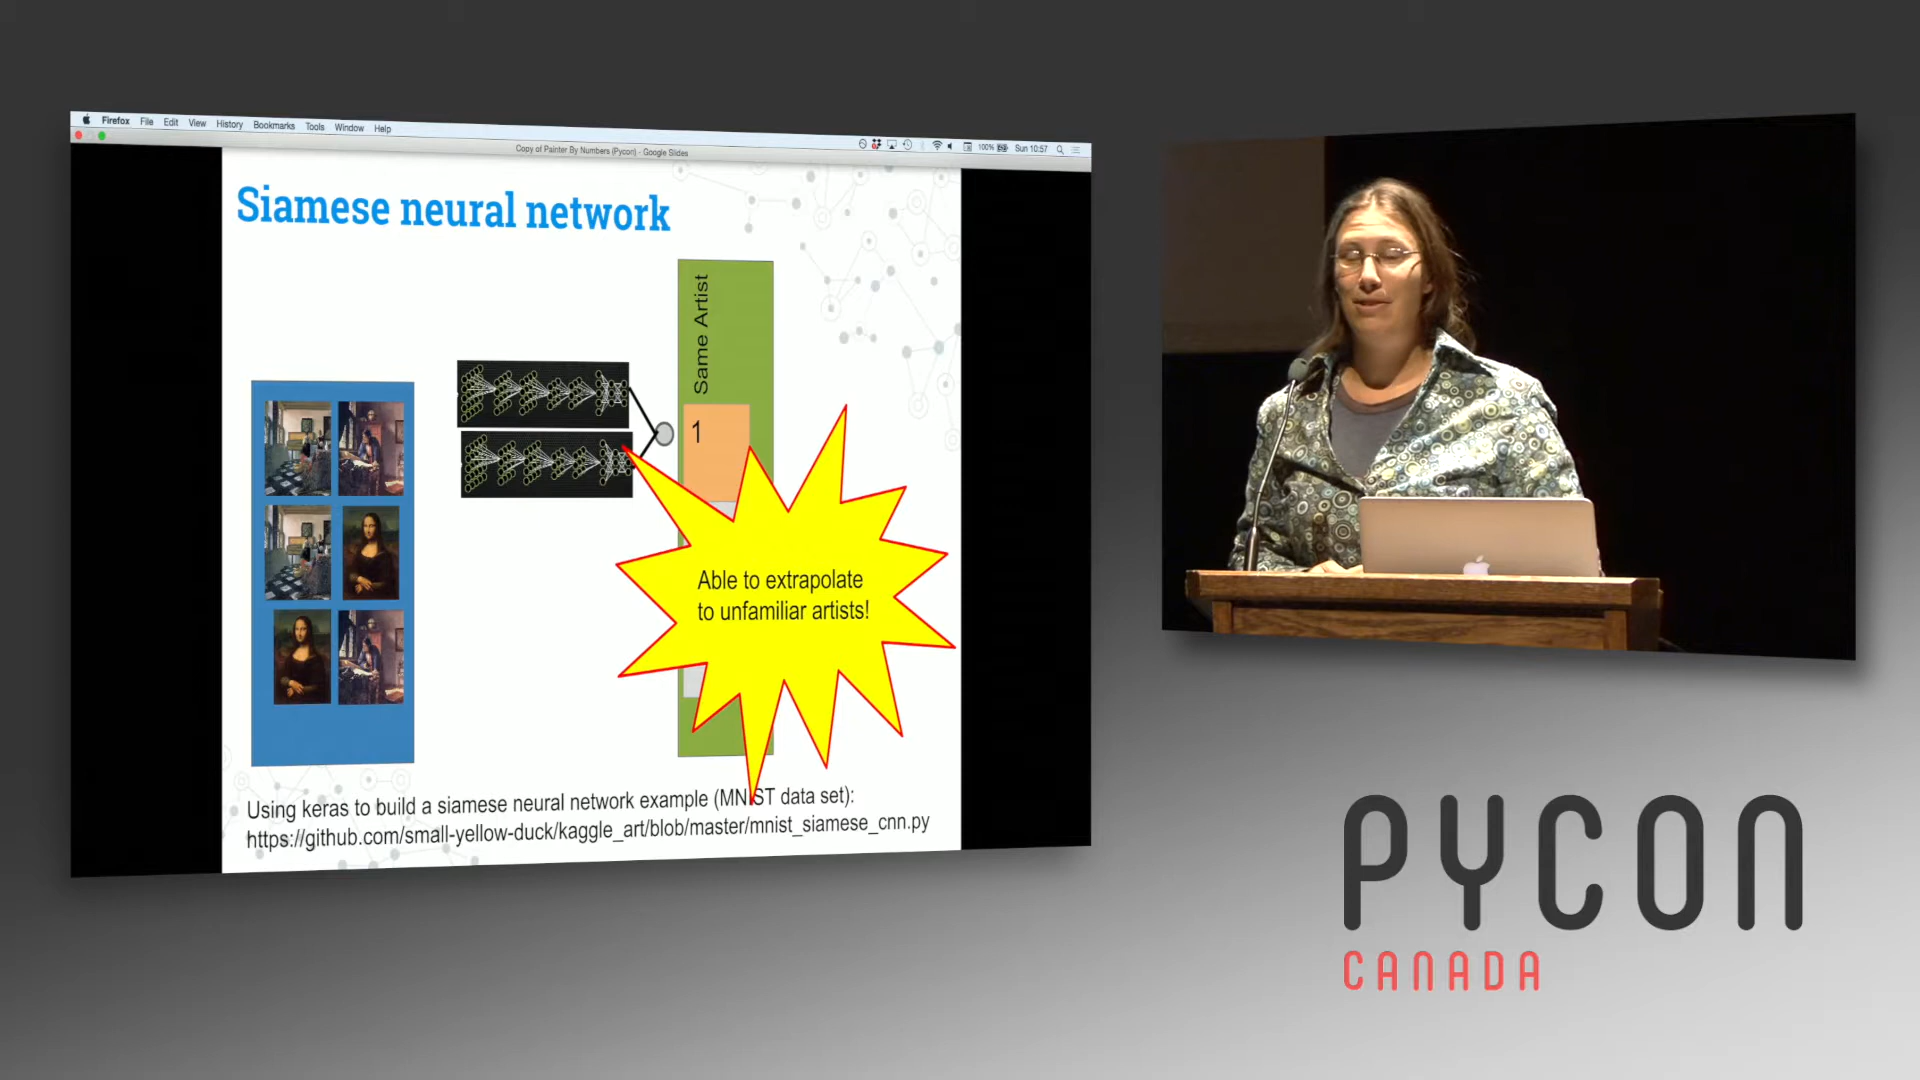 Firefox File Edit View History Bookmarks Tools Window Help
100% Sun 10:57
Copy of Painter By Numbers (Pycon) - Google Slides
Siamese neural network
Same Artist
1
Able to extrapolate
to unfamiliar artists!
Using keras to build a siamese neural network example (MNIST data set):
https://github.com/small-yellow-duck/kaggle_art/blob/master/mnist_siamese_cnn.py
PYCON
CANADA